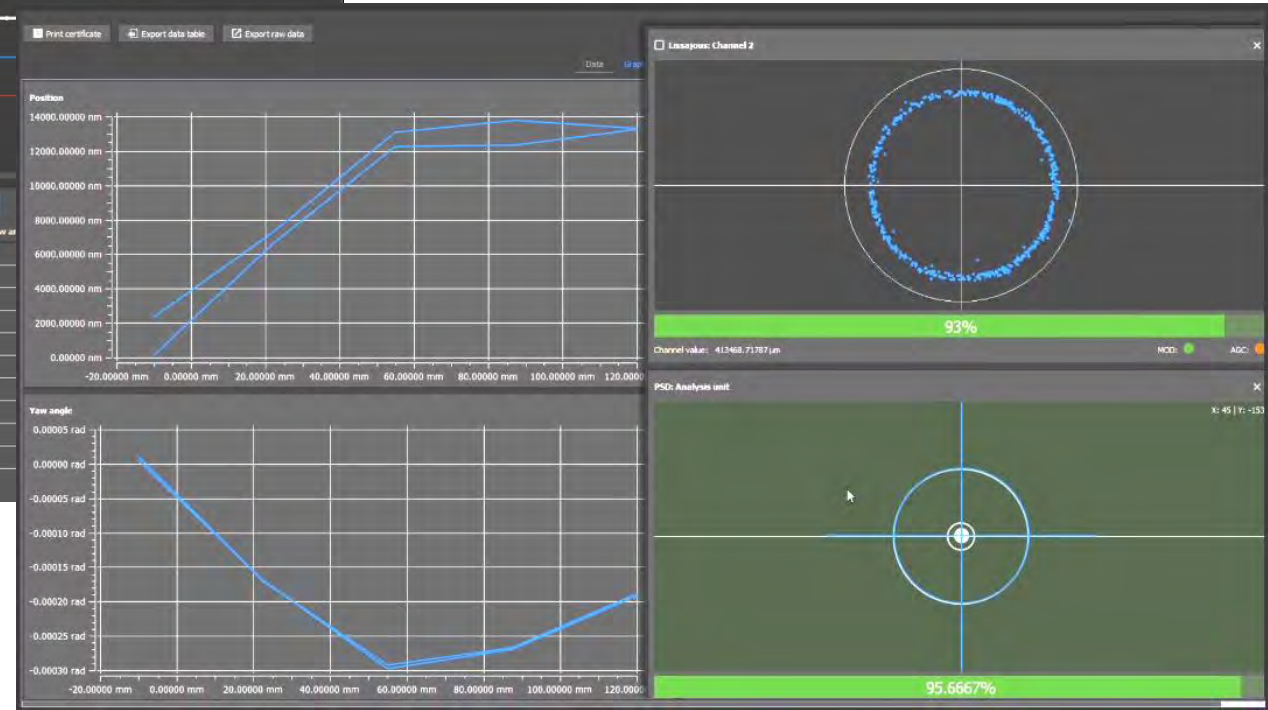 Print certificate
Export data table
Export raw data
Data
Grap
Position
14000.00000 nm
12000.00000 nm
10000.00000 nm
8000.00000 nm
6000.00000 nm
4000.00000 nm
2000.00000 nm
0.00000 nm
-20.00000 mm 0.00000 mm 20.00000 mm 40.00000 mm 60.00000 mm 80.00000 mm 100.00000 mm 120.0000
Yaw angle
0.00005 rad
0.00000 rad
-0.00005 rad
-0.00010 rad
-0.00015 rad
-0.00020 rad
-0.00025 rad
-0.00030 rad
-20.00000 mm 0.00000 mm 20.00000 mm 40.00000 mm 60.00000 mm 80.00000 mm 100.00000 mm 120.0000
Lissajous: Channel 2
93%
Channel value: 413468.71787 µm
MOD:
AGC:
PSD: Analysis unit
X: 45 | Y: -153
95.6667%